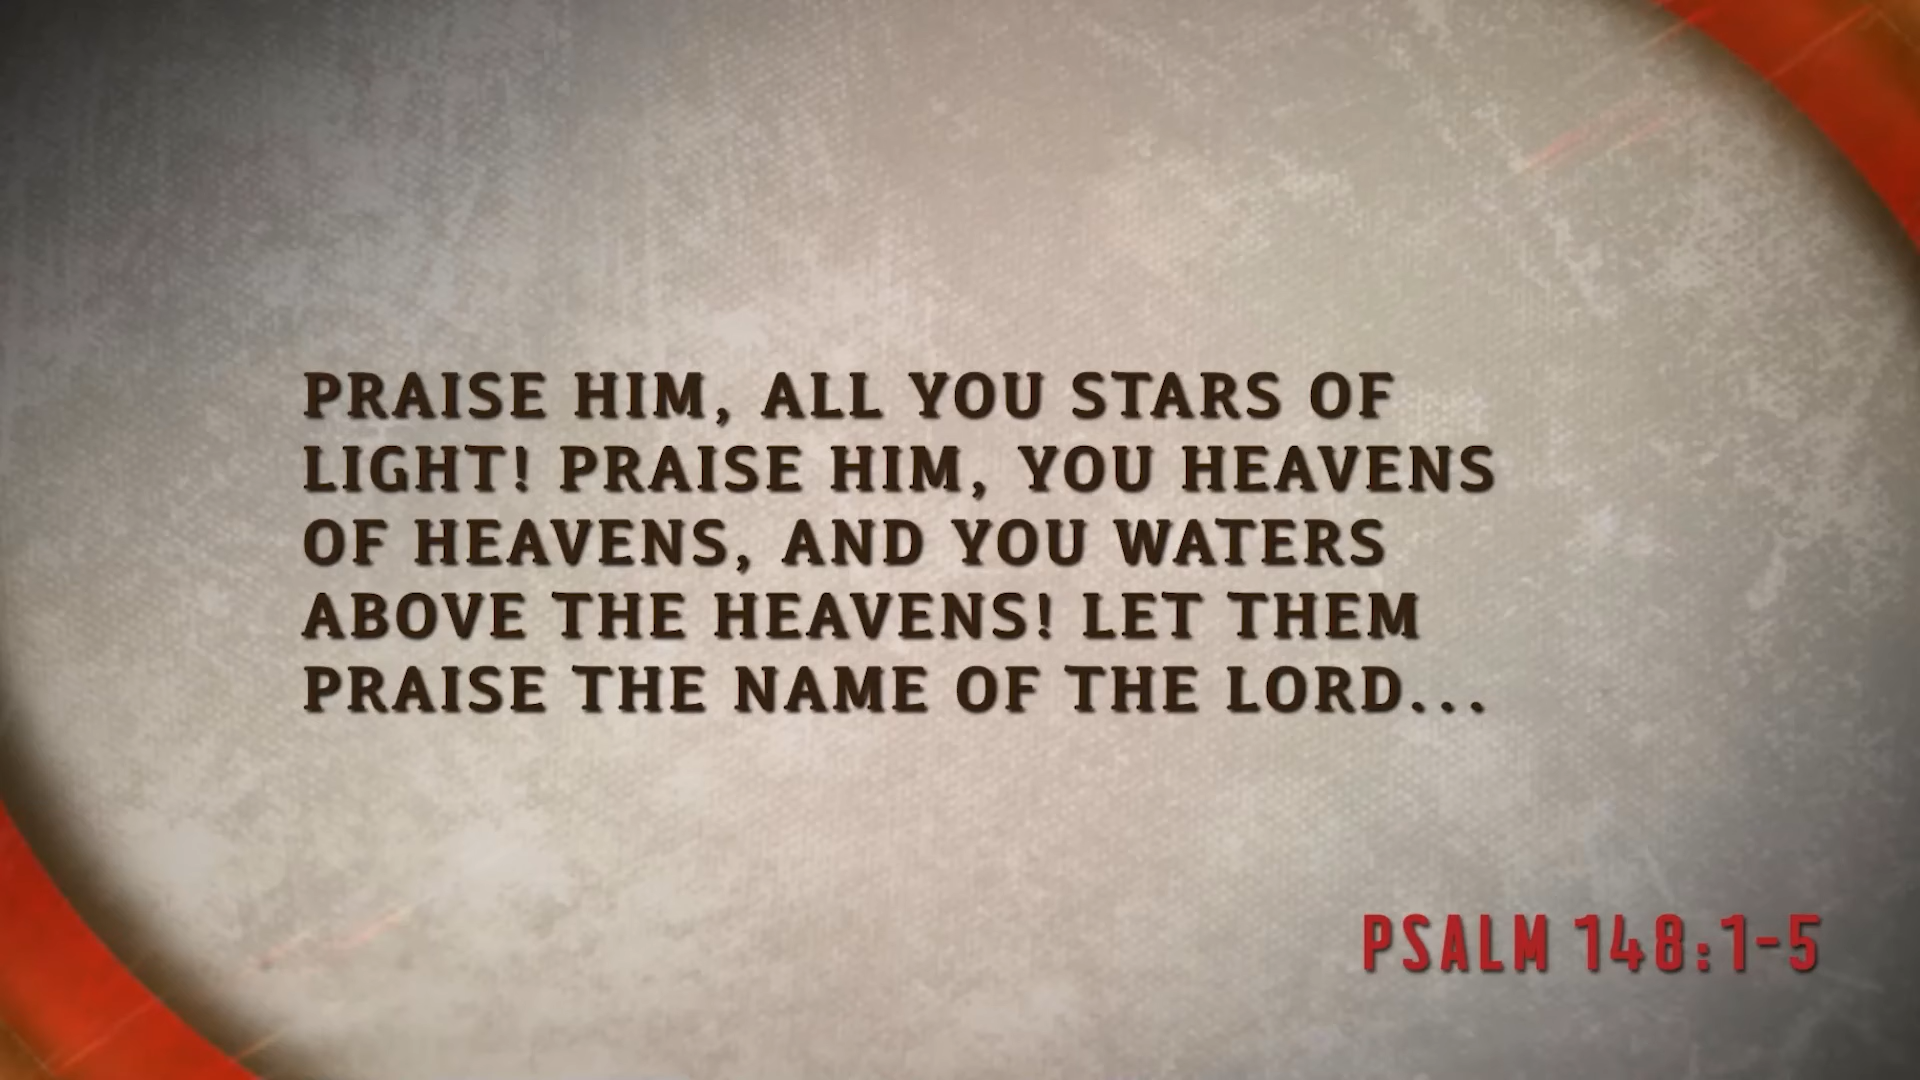 PRAISE HIM, ALL YOU STARS OF
LIGHT! PRAISE HIM, YOU HEAVENS
OF HEAVENS, AND YOU WATERS
ABOVE THE HEAVENS! LET THEM
PRAISE THE NAME OF THE LORD...
PSALM 148:1-5